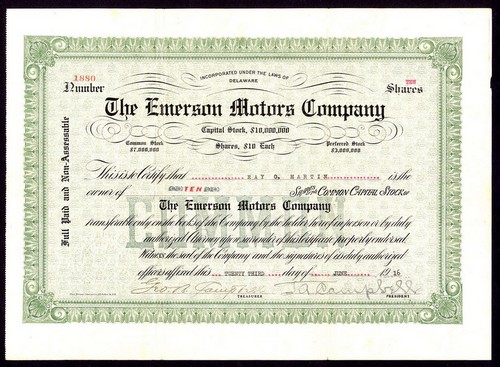 1880
Number
INCORPORATED UNDER THE LAWS OF
DELAWARE
TEN
Shares
The Emerson Motors Company
Capital Stock, $10,000,000
Common Stock
$7,000,000
Shares, $10 Each
Preferred Stock
$3,000,000
Full Paid and Non-Assessable
This is to Certify that RAY O. MARTIN is the
owner of TEN Shares of the Common Capital Stock of
The Emerson Motors Company
transferable only on the books of the Company by the holder hereof in person or by duly
authorized Attorney upon surrender of this Certificate properly endorsed.
Witness the seal of the Company and the signatures of its duly authorized
officers affixed this TWENTY THIRD day of JUNE 1916
Geo. N. Campbell
TREASURER
T A Campbell
PRESIDENT